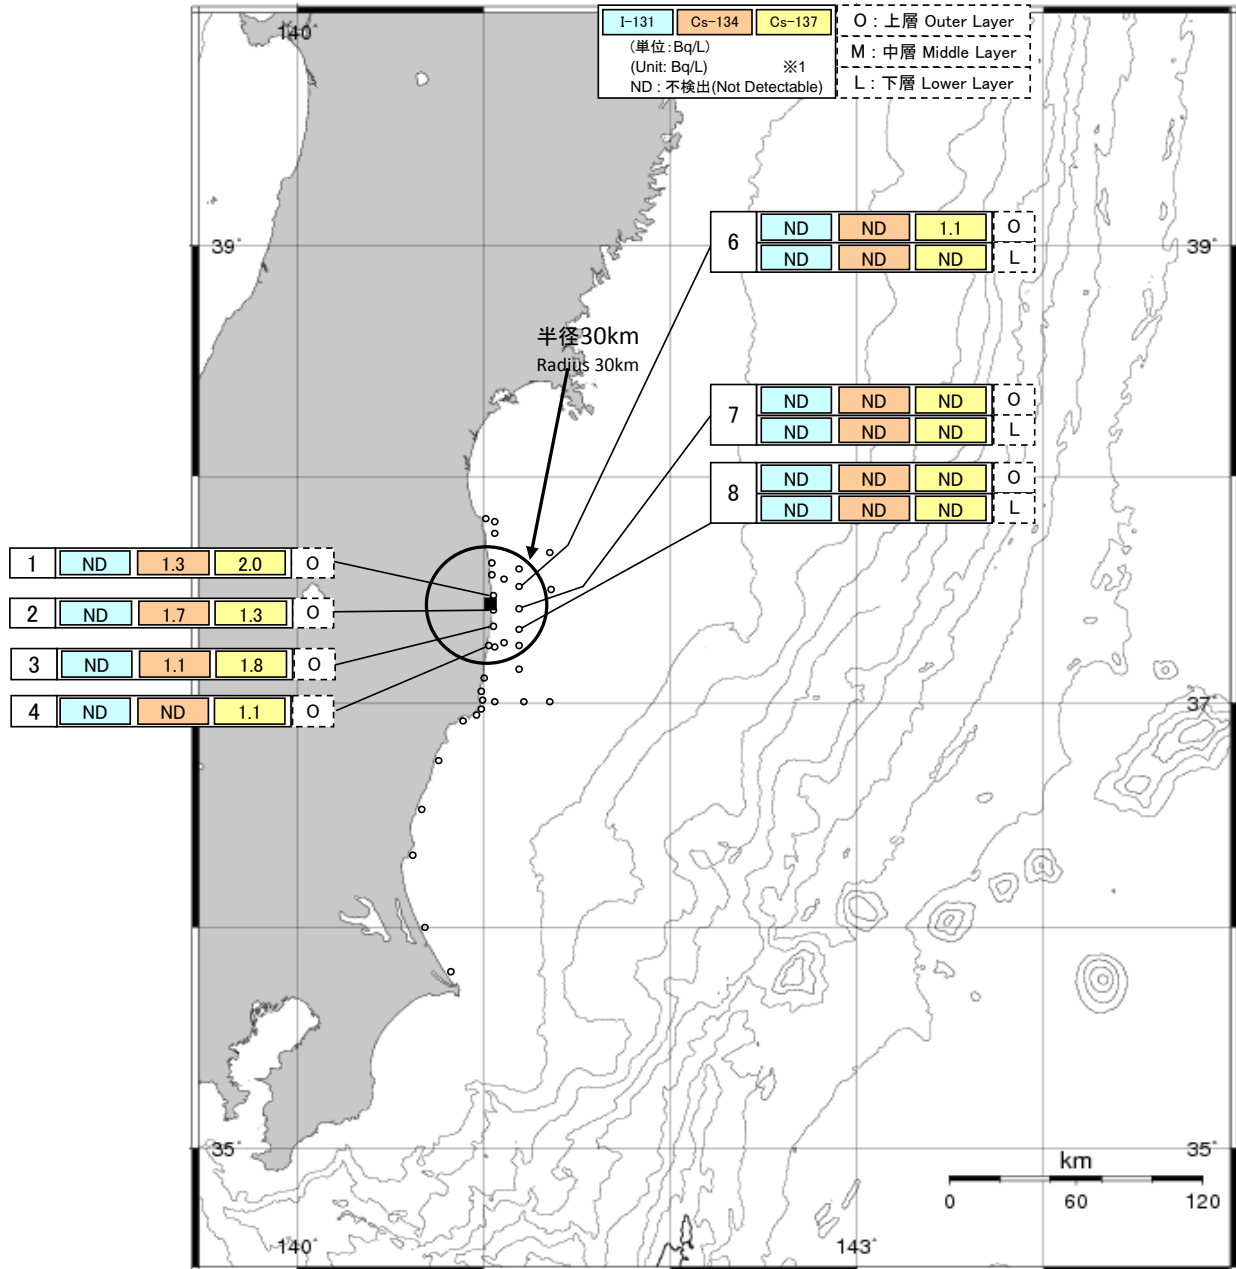 140°
I-131 Cs-134 Cs-137
(単位:Bq/L)
(Unit: Bq/L) ※1
ND : 不検出(Not Detectable)
O : 上層 Outer Layer
M : 中層 Middle Layer
L : 下層 Lower Layer
39°
39°
6 ND ND 1.1 O
ND ND ND L
半径30km
Radius 30km
7 ND ND ND O
ND ND ND L
8 ND ND ND O
ND ND ND L
1 ND 1.3 2.0 O
2 ND 1.7 1.3 O
3 ND 1.1 1.8 O
4 ND ND 1.1 O
37°
35°
35°
km
0 60 120
140°
143°